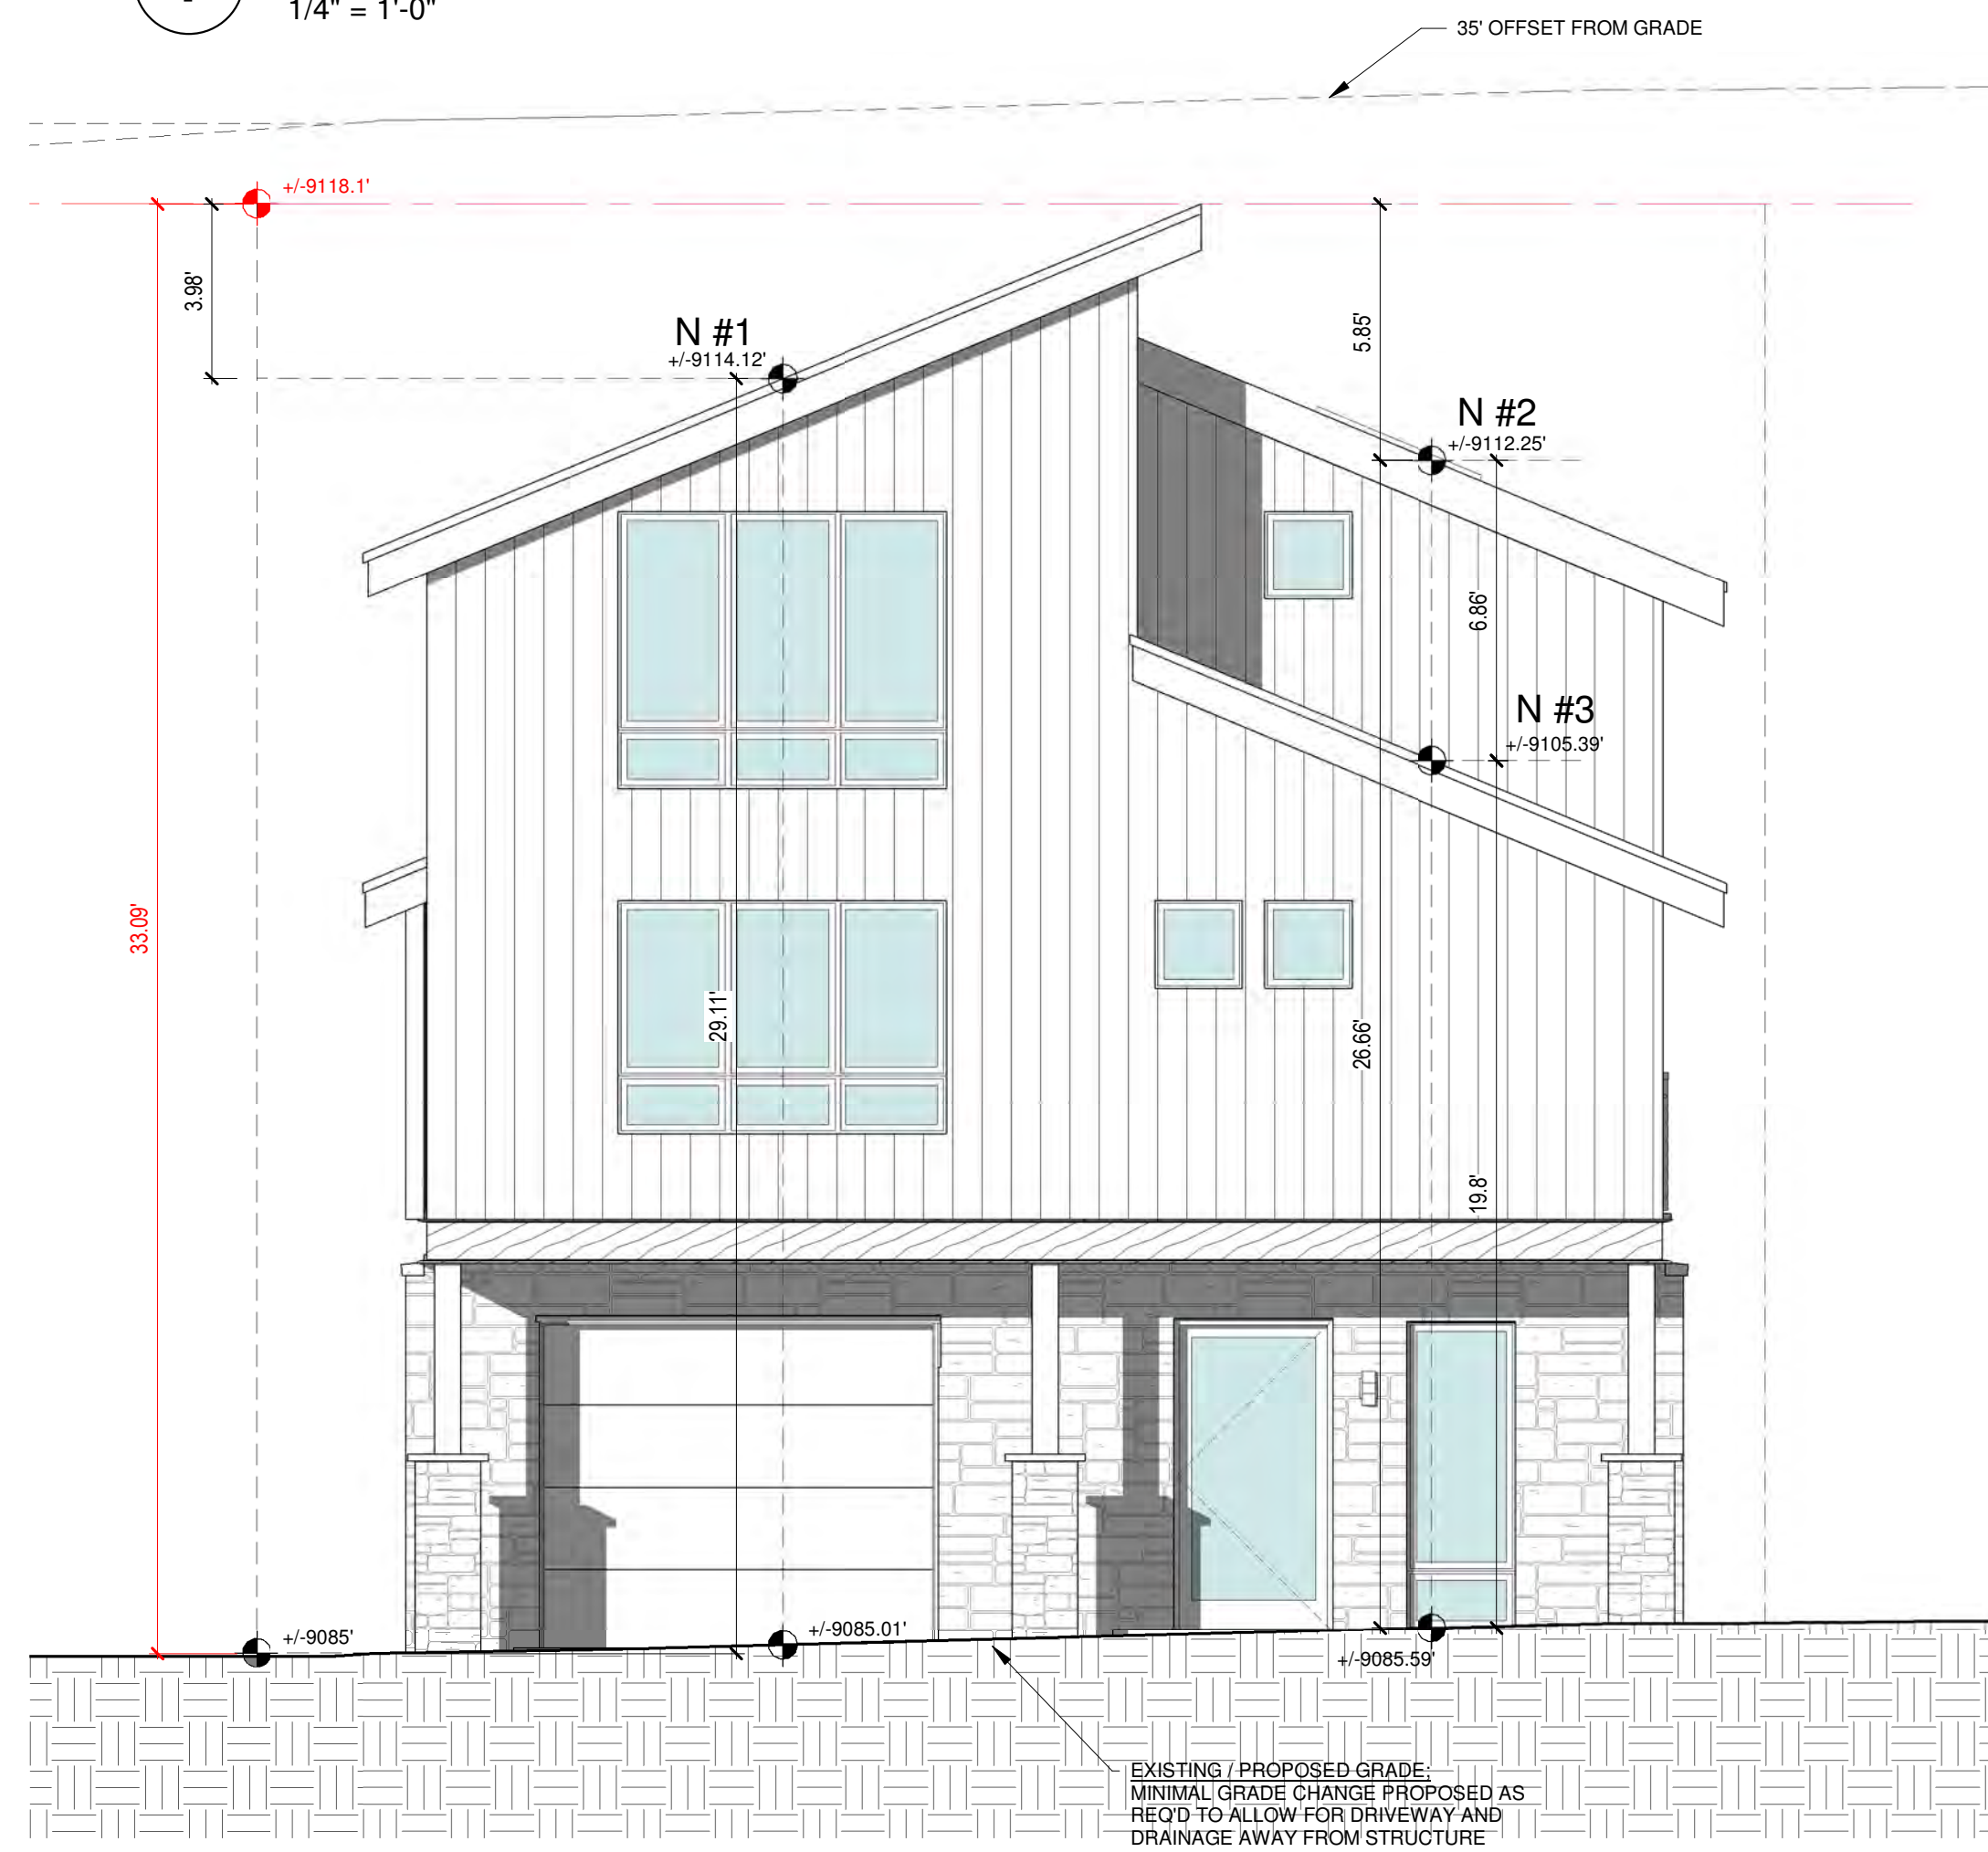 1/4" = 1'-0"
35' OFFSET FROM GRADE
+/-9118.1'
3.98'
5.85'
N #1
+/-9114.12'
N #2
+/-9112.25'
6.86'
N #3
+/-9105.39'
33.09'
29.11'
26.66'
19.8'
+/-9085'
+/-9085.01'
+/-9085.59'
EXISTING / PROPOSED GRADE;
MINIMAL GRADE CHANGE PROPOSED AS
REQ'D TO ALLOW FOR DRIVEWAY AND
DRAINAGE AWAY FROM STRUCTURE